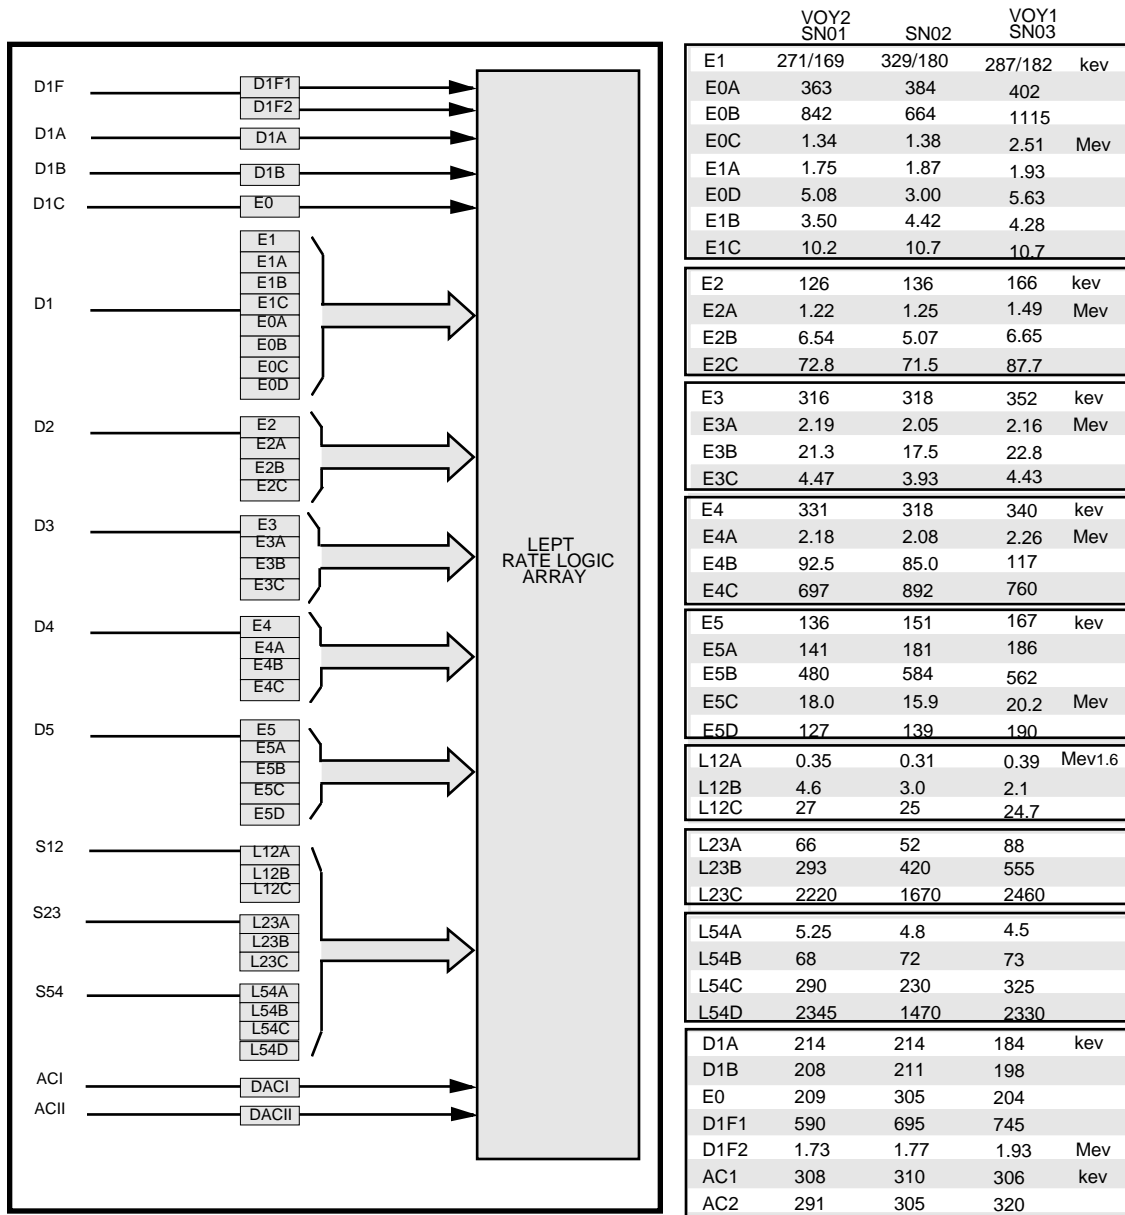 D1F
D1F1
D1F2
D1A
D1A
D1B
D1B
D1C
E0
D1
E1
E1A
E1B
E1C
E0A
E0B
E0C
E0D
D2
E2
E2A
E2B
E2C
D3
E3
E3A
E3B
E3C
D4
E4
E4A
E4B
E4C
D5
E5
E5A
E5B
E5C
E5D
S12
L12A
L12B
L12C
S23
L23A
L23B
L23C
S54
L54A
L54B
L54C
L54D
ACI
DACI
ACII
DACII
LEPT
RATE LOGIC
ARRAY
VOY2 VOY1
SN01 SN02 SN03
E1 271/169 329/180 287/182 kev
E0A 363 384 402
E0B 842 664 1115
E0C 1.34 1.38 2.51 Mev
E1A 1.75 1.87 1.93
E0D 5.08 3.00 5.63
E1B 3.50 4.42 4.28
E1C 10.2 10.7 10.7
E2 126 136 166 kev
E2A 1.22 1.25 1.49 Mev
E2B 6.54 5.07 6.65
E2C 72.8 71.5 87.7
E3 316 318 352 kev
E3A 2.19 2.05 2.16 Mev
E3B 21.3 17.5 22.8
E3C 4.47 3.93 4.43
E4 331 318 340 kev
E4A 2.18 2.08 2.26 Mev
E4B 92.5 85.0 117
E4C 697 892 760
E5 136 151 167 kev
E5A 141 181 186
E5B 480 584 562
E5C 18.0 15.9 20.2 Mev
E5D 127 139 190
L12A 0.35 0.31 0.39 Mev1.6
L12B 4.6 3.0 2.1
L12C 27 25 24.7
L23A 66 52 88
L23B 293 420 555
L23C 2220 1670 2460
L54A 5.25 4.8 4.5
L54B 68 72 73
L54C 290 230 325
L54D 2345 1470 2330
D1A 214 214 184 kev
D1B 208 211 198
E0 209 305 204
D1F1 590 695 745
D1F2 1.73 1.77 1.93 Mev
AC1 308 310 306 kev
AC2 291 305 320